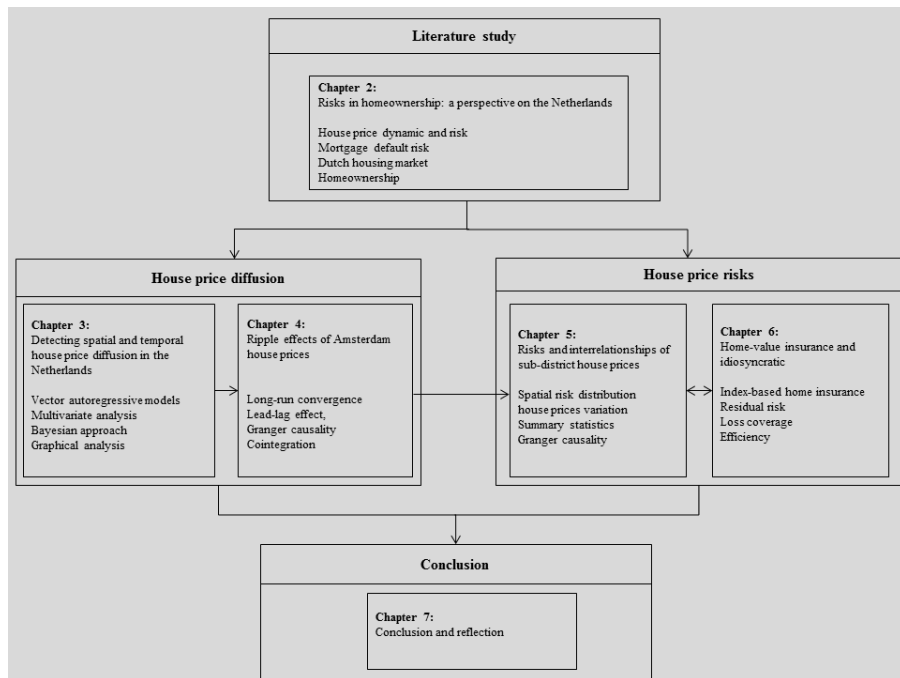 Literature study
Chapter 2:
Risks in homeownership: a perspective on the Netherlands
House price dynamic and risk
Mortgage default risk
Dutch housing market
Homeownership
House price diffusion
Chapter 3:
Detecting spatial and temporal
house price diffusion in the
Netherlands
Vector autoregressive models
Multivariate analysis
Bayesian approach
Graphical analysis
Chapter 4:
Ripple effects of Amsterdam
house prices
Long-run convergence
Lead-lag effect,
Granger causality
Cointegration
House price risks
Chapter 5:
Risks and interrelationships of
sub-district house prices
Spatial risk distribution
house prices variation
Summary statistics
Granger causality
Chapter 6:
Home-value insurance and
idiosyncratic
Index-based home insurance
Residual risk
Loss coverage
Efficiency
Conclusion
Chapter 7:
Conclusion and reflection